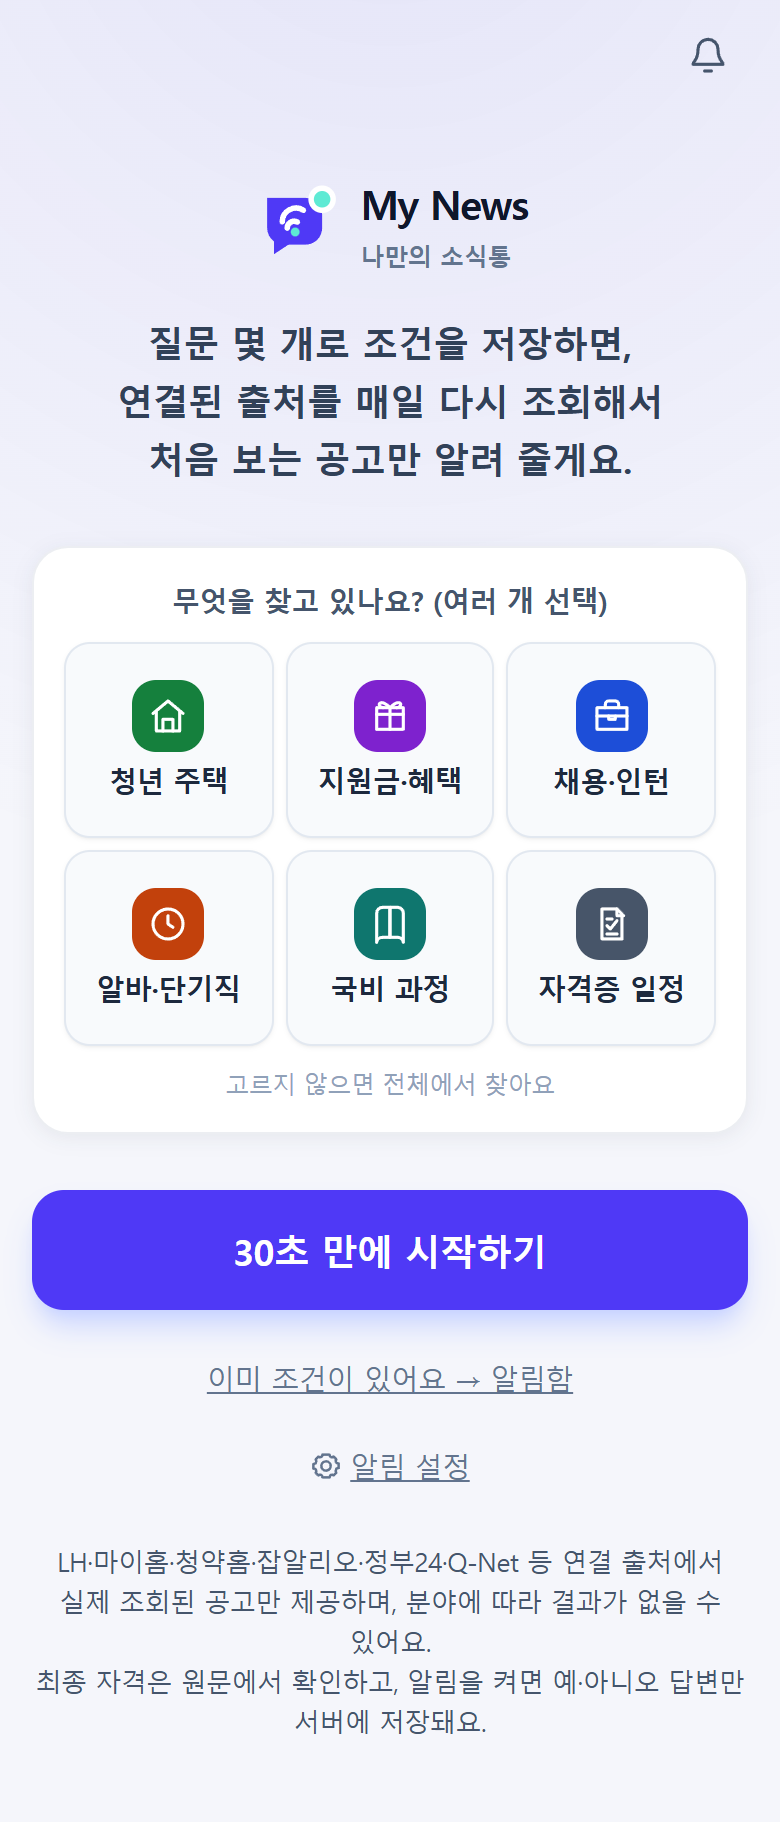 My News
나만의 소식통
질문 몇 개로 조건을 저장하면,
연결된 출처를 매일 다시 조회해서
처음 보는 공고만 알려 줄게요.
무엇을 찾고 있나요? (여러 개 선택)
청년 주택
지원금·혜택
채용·인턴
알바·단기직
국비 과정
자격증 일정
고르지 않으면 전체에서 찾아요
30초 만에 시작하기
이미 조건이 있어요 → 알림함
알림 설정
LH·마이홈·청약홈·잡알리오·정부24·Q-Net 등 연결 출처에서
실제 조회된 공고만 제공하며, 분야에 따라 결과가 없을 수
있어요.
최종 자격은 원문에서 확인하고, 알림을 켜면 예·아니오 답변만
서버에 저장돼요.